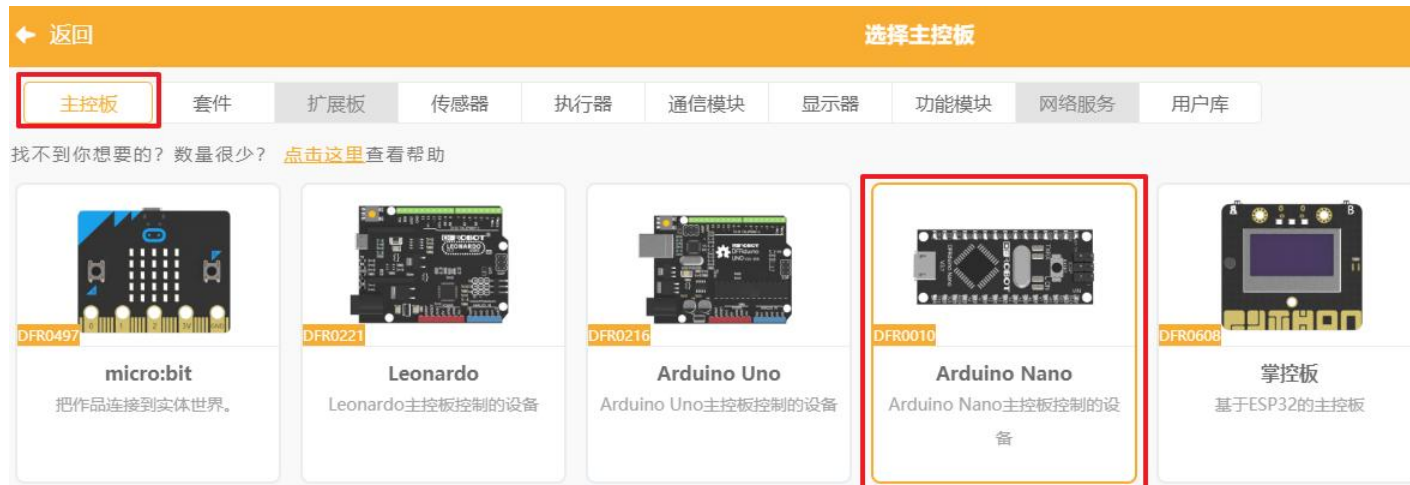 返回
选择主控板
主控板 套件 扩展板 传感器 执行器 通信模块 显示器 功能模块 网络服务 用户库
找不到你想要的？数量很少？ 点击这里查看帮助
DFR0497 DFR0221 DFR0216 DFR0010 DFR0608
micro:bit Leonardo Arduino Uno Arduino Nano 掌控板
把作品连接到实体世界。 Leonardo主控板控制的设备 Arduino Uno主控板控制的设备 Arduino Nano主控板控制的设 基于ESP32的主控板
备